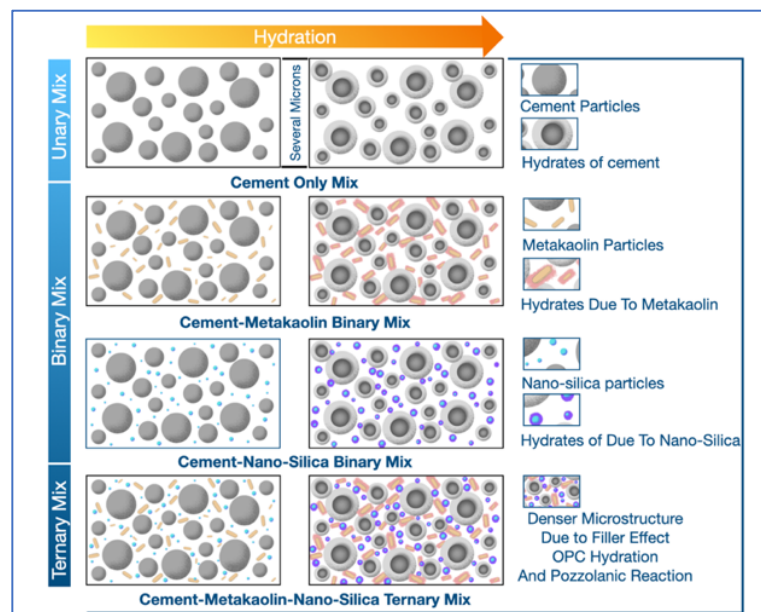 Hydration
Unary Mix
Several Microns
Cement Particles
Hydrates of cement
Cement Only Mix
Binary Mix
Metakaolin Particles
Hydrates Due To Metakaolin
Cement-Metakaolin Binary Mix
Nano-silica particles
Hydrates of Due To Nano-Silica
Cement-Nano-Silica Binary Mix
Ternary Mix
Denser Microstructure
Due to Filler Effect
OPC Hydration
And Pozzolanic Reaction
Cement-Metakaolin-Nano-Silica Ternary Mix